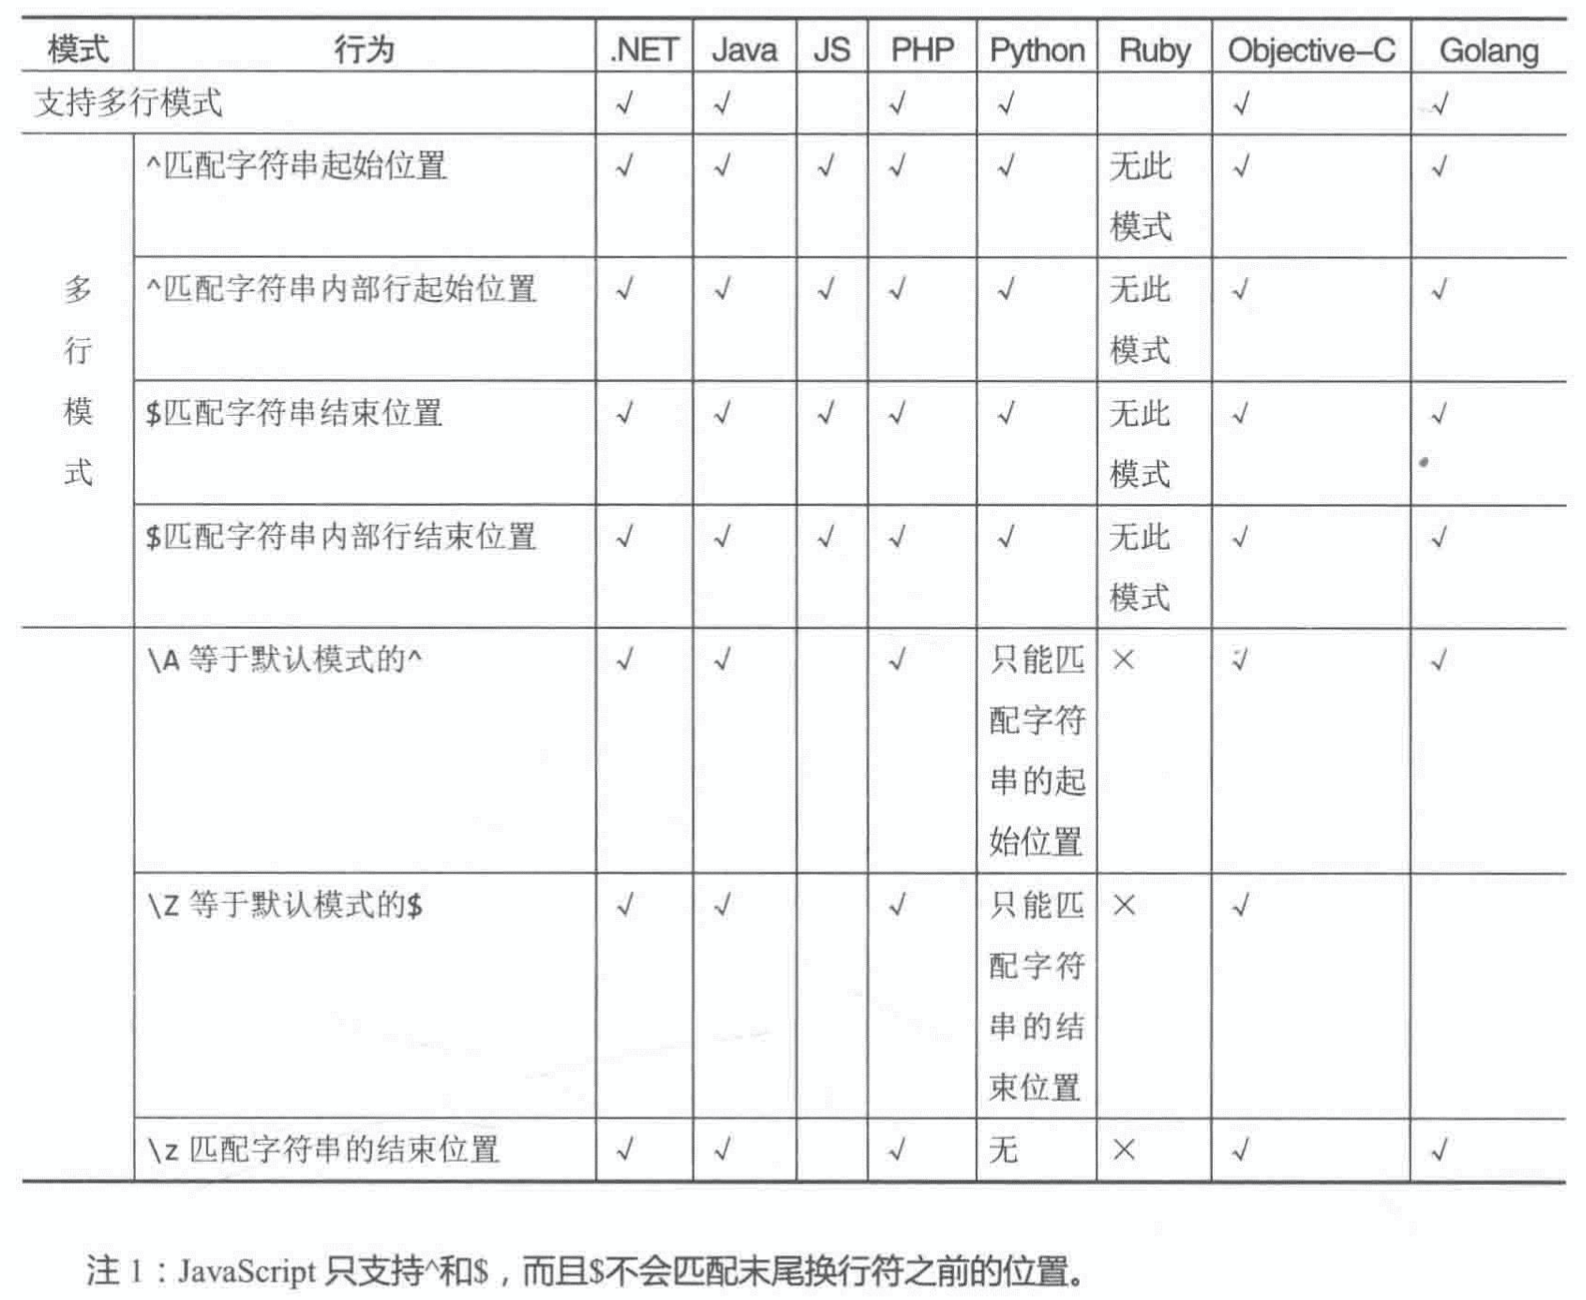 模式 行为 .NET Java JS PHP Python Ruby Objective-C Golang
支持多行模式 √ √ √ √ √ √
多行模式
^匹配字符串起始位置 √ √ √ √ √ 无此模式 √ √
^匹配字符串内部行起始位置 √ √ √ √ √ 无此模式 √ √
$匹配字符串结束位置 √ √ √ √ √ 无此模式 √ √
$匹配字符串内部行结束位置 √ √ √ √ √ 无此模式 √ √
\A 等于默认模式的^ √ √ √ 只能匹配字符串的起始位置 × √ √
\Z 等于默认模式的$ √ √ √ 只能匹配字符串的结束位置 × √
\z 匹配字符串的结束位置 √ √ √ 无 × √ √
注 1：JavaScript 只支持^和$，而且$不会匹配末尾换行符之前的位置。